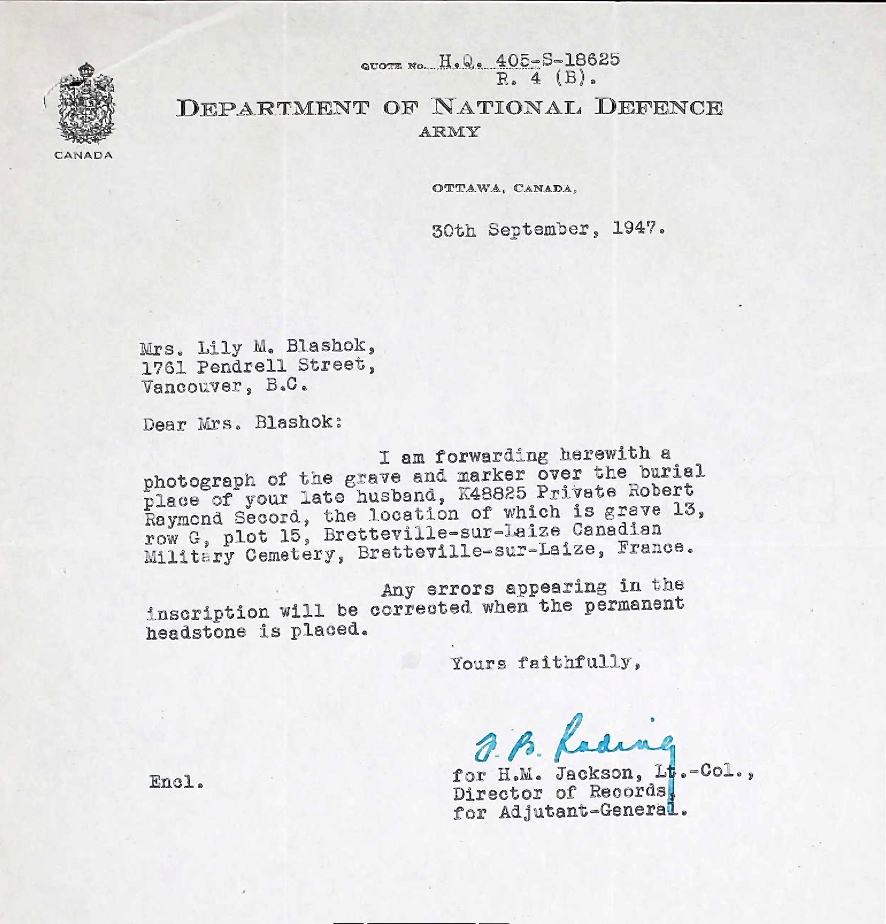 QUOTE No. H.Q. 405-S-18625
R. 4 (B).
DEPARTMENT OF NATIONAL DEFENCE
ARMY
CANADA
OTTAWA, CANADA,
30th September, 1947.
Mrs. Lily M. Blashok,
1761 Pendrell Street,
Vancouver, B.C.
Dear Mrs. Blashok:
I am forwarding herewith a
photograph of the grave and marker over the burial
place of your late husband, K48825 Private Robert
Raymond Secord, the location of which is grave 13,
row G, plot 15, Bretteville-sur-Laize Canadian
Military Cemetery, Bretteville-sur-Laize, France.
Any errors appearing in the
inscription will be corrected when the permanent
headstone is placed.
Yours faithfully,
for H.M. Jackson, Lt.-Col.,
Encl.
Director of Records,
for Adjutant-General.